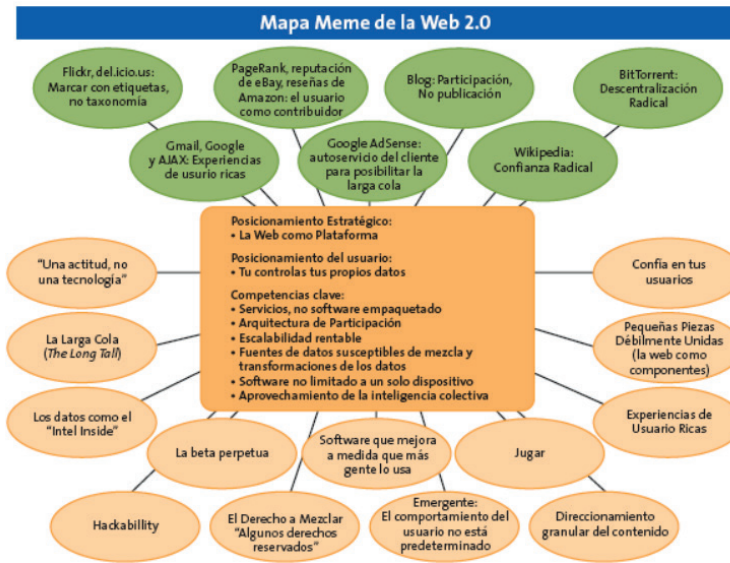 Mapa Meme de la Web 2.0
Flickr, del.icio.us:
Marcar con etiquetas,
no taxonomía
PageRank, reputación
de eBay, reseñas de
Amazon: el usuario
como contribuidor
Blog: Participación,
No publicación
BitTorrent:
Descentralización
Radical
Gmail, Google
y AJAX: Experiencias
de usurio ricas
Google AdSense:
autoservicio del cliente
para posibilitar la
larga cola
Wikipedia:
Confianza Radical
Posicionamiento Estratégico:
• La Web como Plataforma
Posicionamiento del usuario:
• Tu controlas tus propios datos
Competencias clave:
• Servicios, no software empaquetado
• Arquitectura de Participación
• Escalabilidad rentable
• Fuentes de datos susceptibles de mezcla y
transformaciones de los datos
• Software no limitado a un solo dispositivo
• Aprovechamiento de la inteligencia colectiva
“Una actitud, no
una tecnología”
La Larga Cola
(The Long Tall)
Los datos como el
“Intel Inside”
Confía en tus
usuarios
Pequeñas Piezas
Débilmente Unidas
(la web como
componentes)
Experiencias de
Usuario Ricas
La beta perpetua
Software que mejora
a medida que más
gente lo usa
Jugar
Hackabillity
El Derecho a Mezclar
“Algunos derechos
reservados”
Emergente:
El comportamiento del
usuario no está
predeterminado
Direccionamiento
granular del contenido